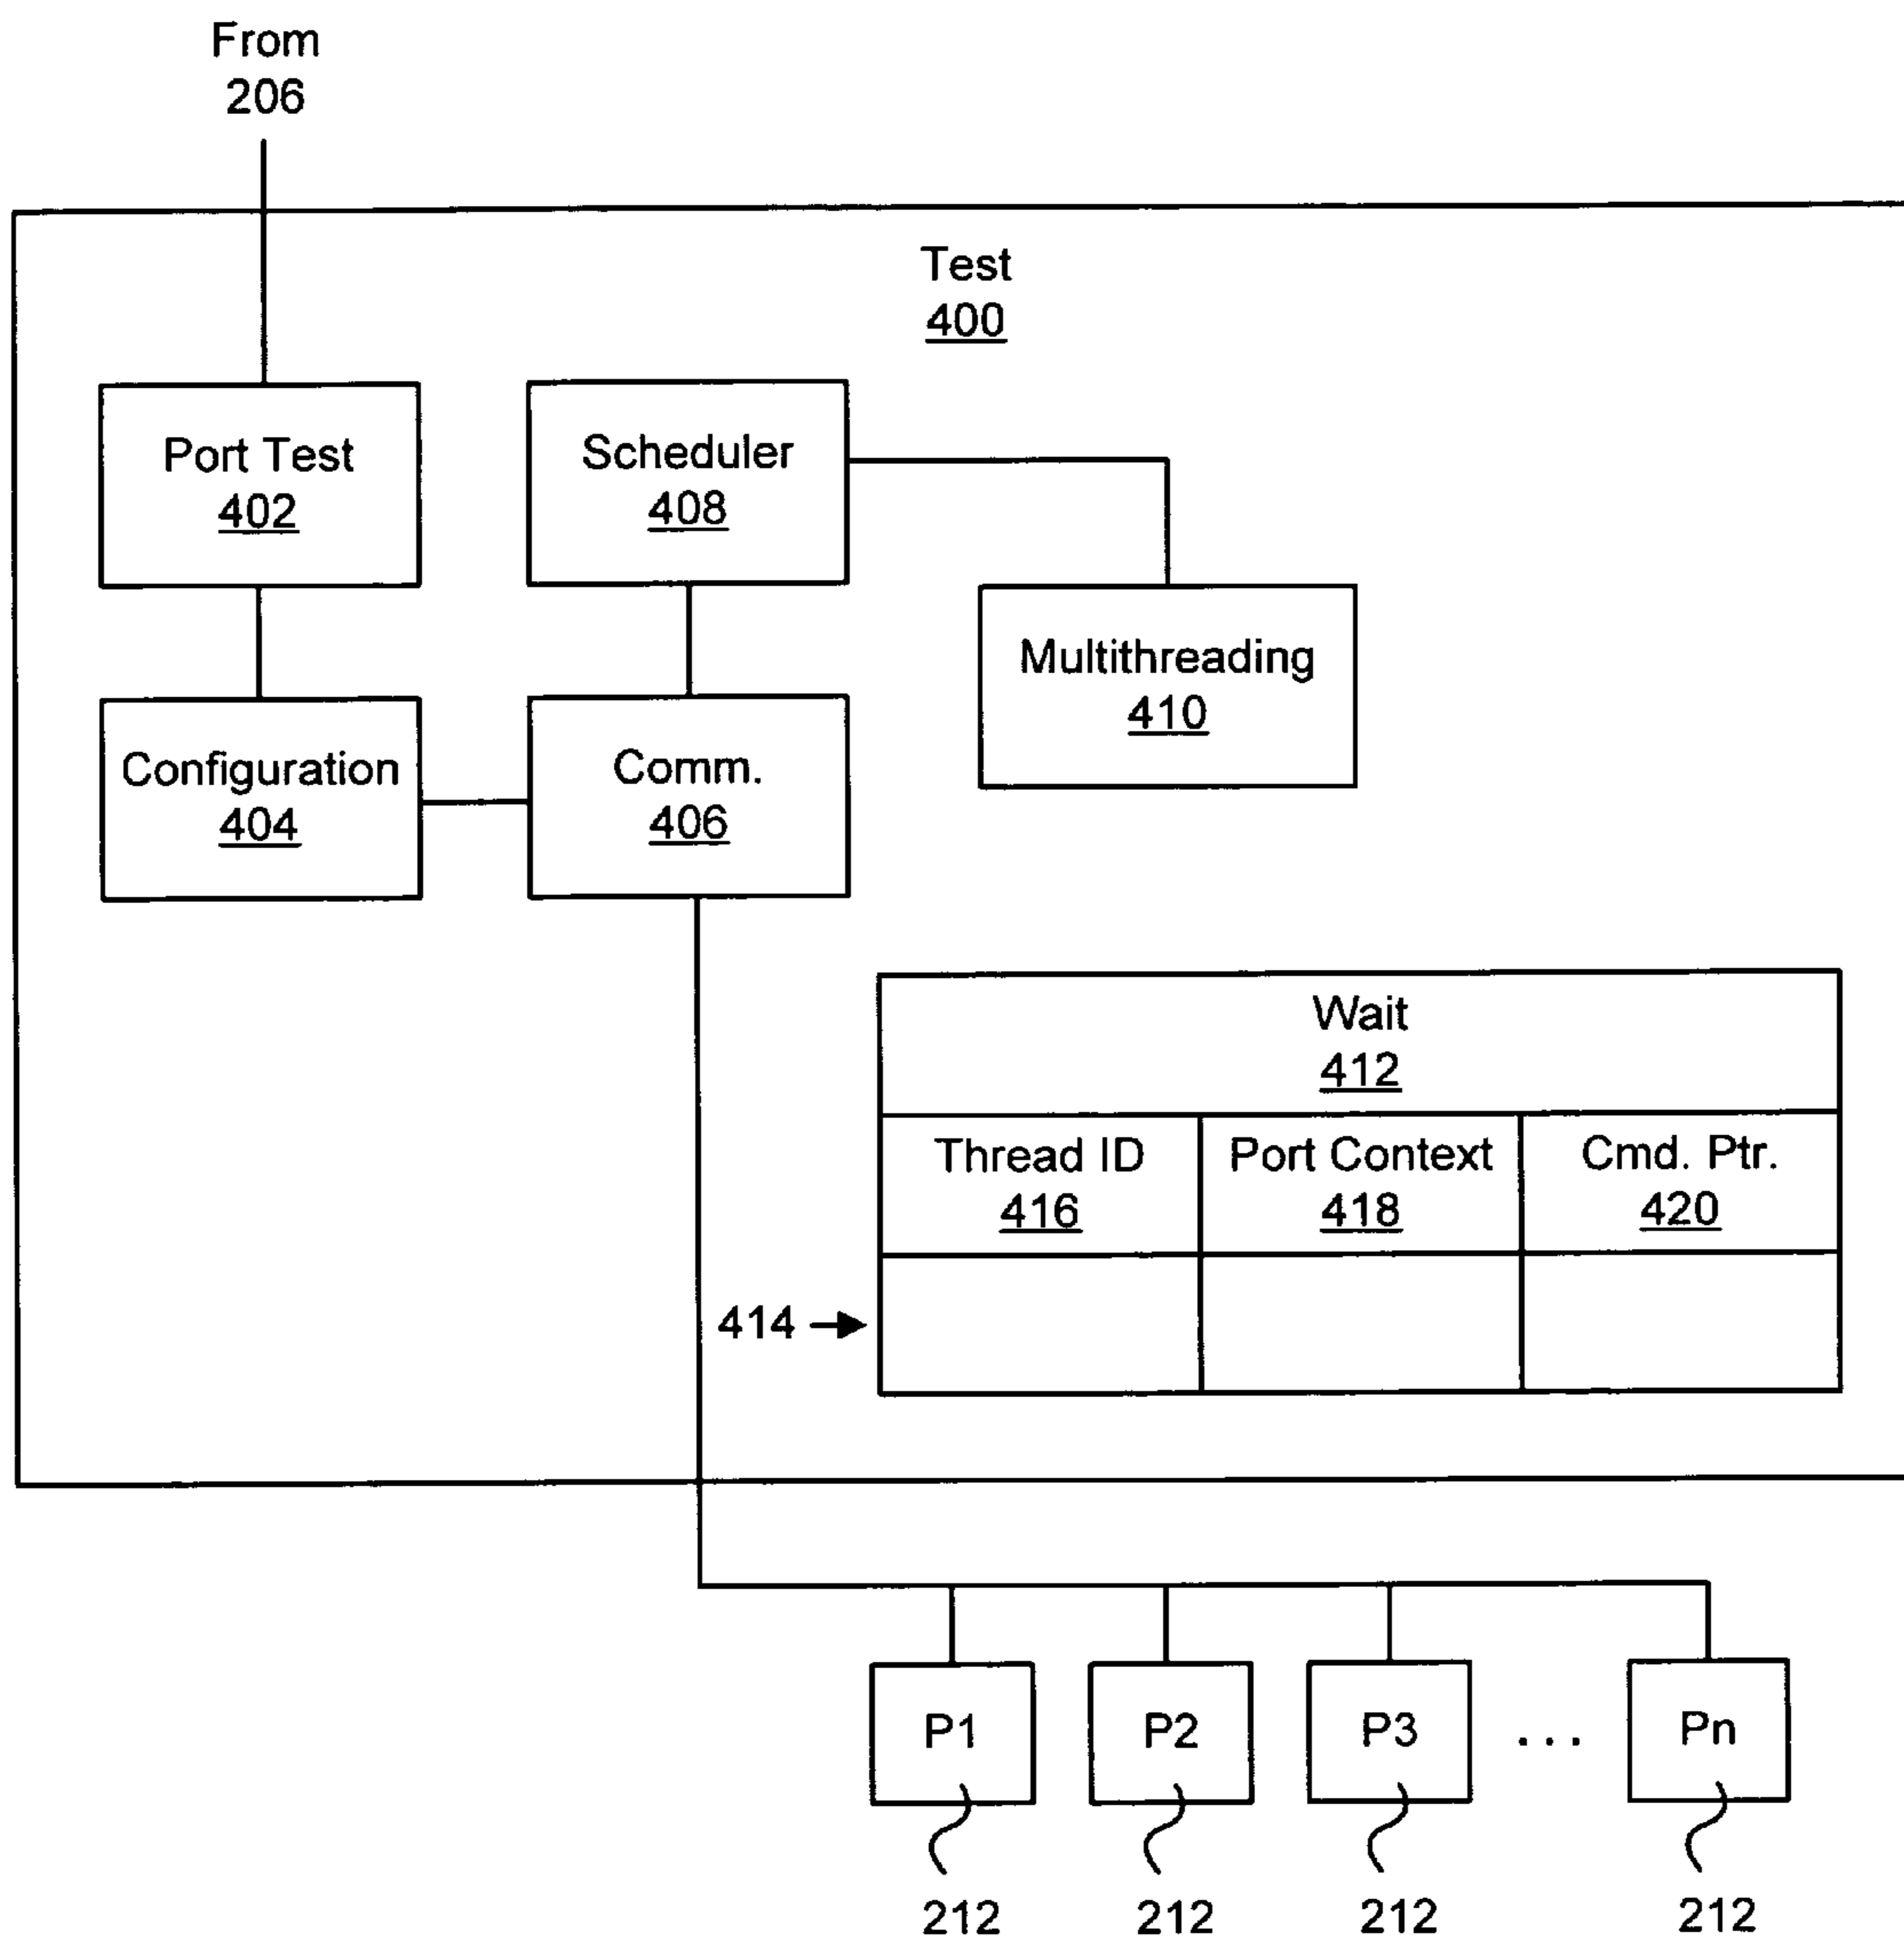 From
206
Test
400
Port Test
402
Scheduler
408
Multithreading
410
Configuration
404
Comm.
406
Wait
412
Thread ID
416
Port Context
418
Cmd. Ptr.
420
414
P1
P2
P3
...
Pn
212
212
212
212